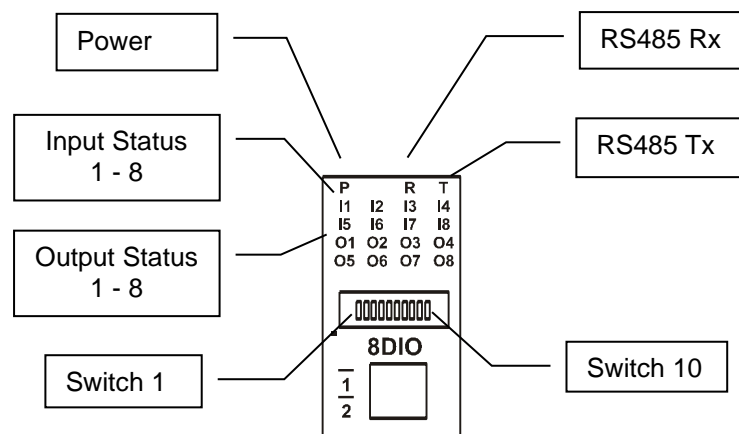 Power
RS485 Rx
Input Status
1 - 8
RS485 Tx
P R T
I1 I2 I3 I4
I5 I6 I7 I8
O1 O2 O3 O4
O5 O6 O7 O8
Output Status
1 - 8
8DIO
Switch 1
Switch 10
1
2